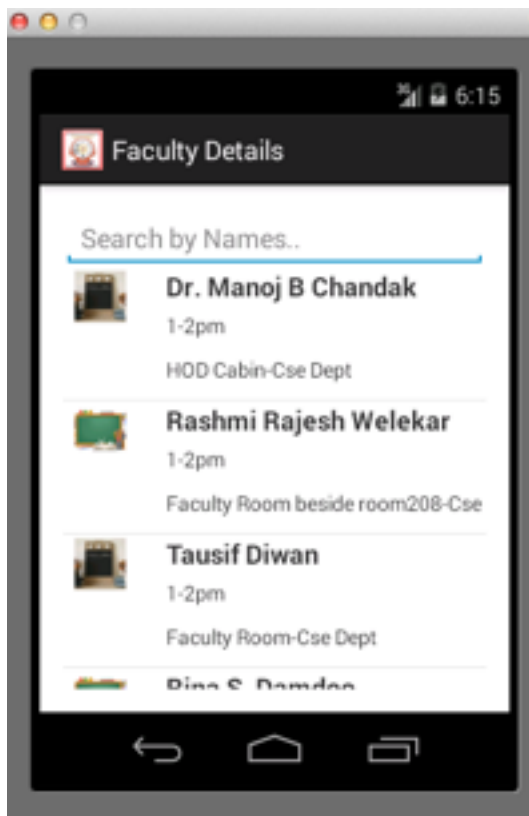 3G 6:15
Faculty Details
Search by Names..
Dr. Manoj B Chandak
1-2pm
HOD Cabin-Cse Dept
Rashmi Rajesh Welekar
1-2pm
Faculty Room beside room208-Cse
Tausif Diwan
1-2pm
Faculty Room-Cse Dept